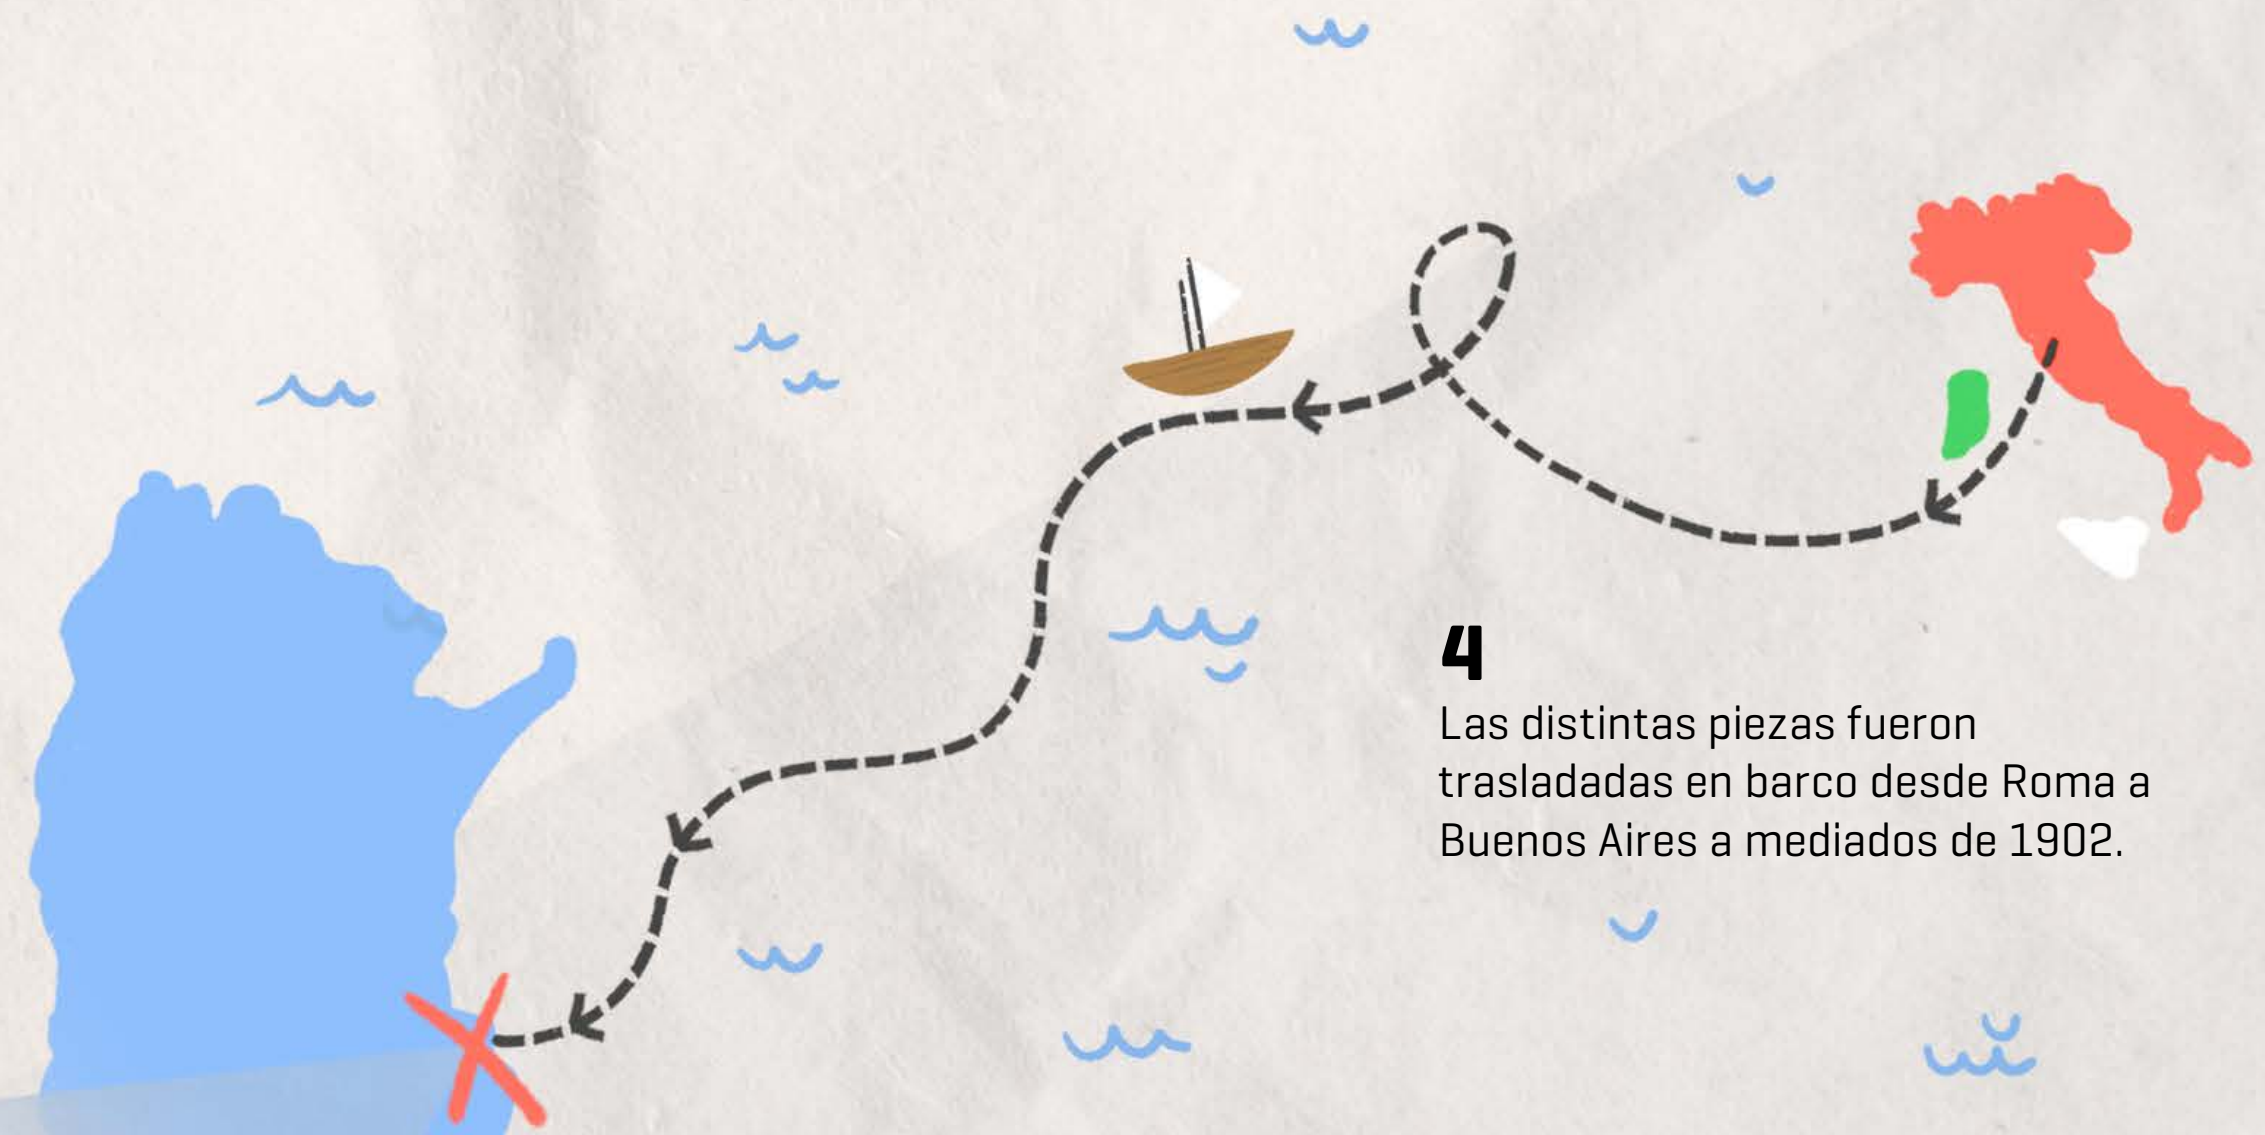 4
Las distintas piezas fueron
trasladadas en barco desde Roma a
Buenos Aires a mediados de 1902.